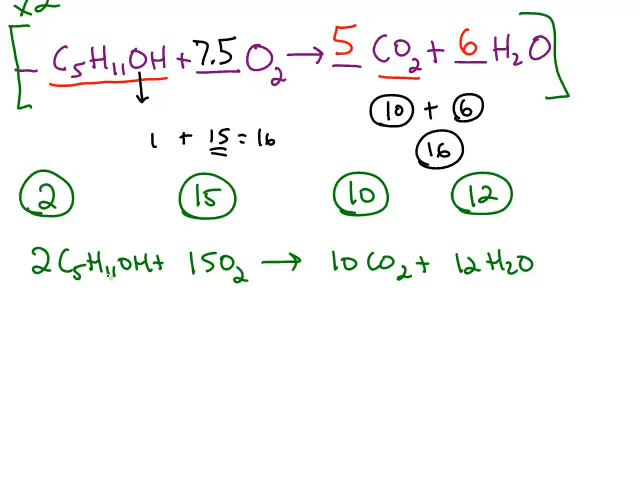 x2
[ _ C₅H₁₁OH + 7.5 O₂ → 5 CO₂ + 6 H₂O ]
10 + 6
1 + 15 = 16
16
2 15 10 12
2C₅H₁₁OH + 15O₂ → 10CO₂ + 12H₂O